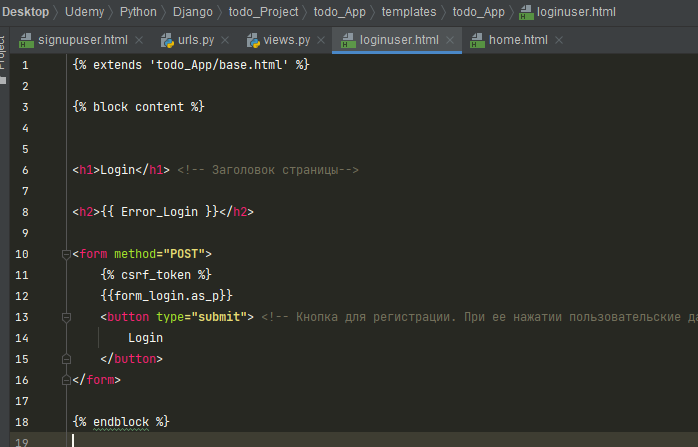 Desktop › Udemy › Python › Django › todo_Project › todo_App › templates › todo_App › loginuser.html
signupuser.html urls.py views.py loginuser.html home.html
Project
1 {% extends 'todo_App/base.html' %}
2
3 {% block content %}
4
5
6 <h1>Login</h1> <!-- Заголовок страницы-->
7
8 <h2>{{ Error_Login }}</h2>
9
10 <form method="POST">
11 {% csrf_token %}
12 {{form_login.as_p}}
13 <button type="submit"> <!-- Кнопка для регистрации. При ее нажатии пользовательские да
14 Login
15 </button>
16 </form>
17
18 {% endblock %}
19